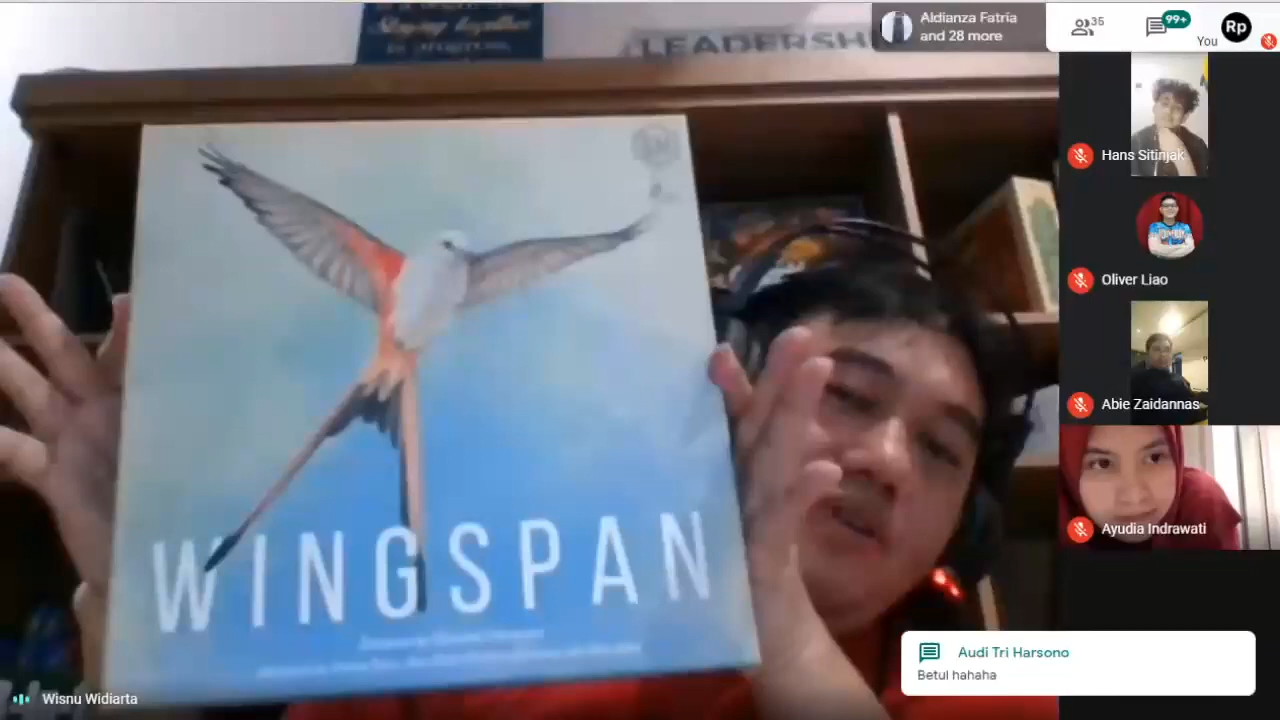 Staying
LEADERSH
Aldianza Fatria
and 28 more
35
99+
You
Rp
Hans Sitinjak
Oliver Liao
Abie Zaidannas
Ayudia Indrawati
WINGSPAN
Audi Tri Harsono
Betul hahaha
Wisnu Widiarta